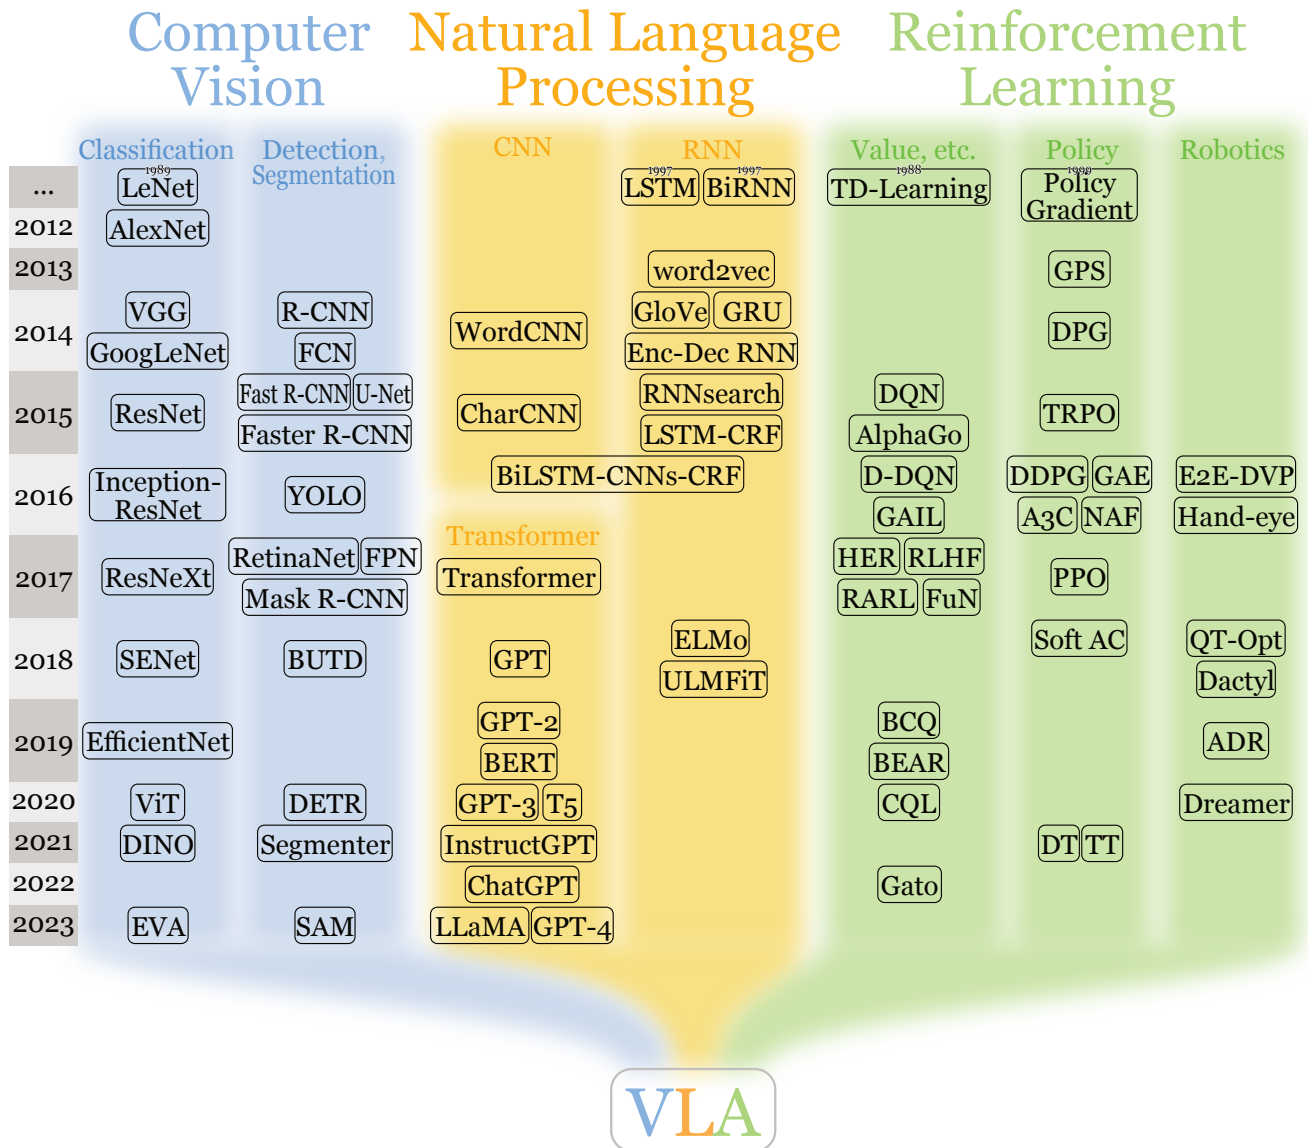 Computer Vision
Natural Language Processing
Reinforcement Learning
Classification
Detection, Segmentation
CNN
RNN
Value, etc.
Policy
Robotics
...
1989
LeNet
1997
LSTM
1997
BiRNN
1988
TD-Learning
1999
Policy Gradient
2012
AlexNet
2013
word2vec
GPS
2014
VGG
GoogLeNet
R-CNN
FCN
WordCNN
GloVe GRU
Enc-Dec RNN
DPG
2015
ResNet
Fast R-CNN U-Net
Faster R-CNN
CharCNN
RNNsearch
LSTM-CRF
DQN
AlphaGo
TRPO
2016
Inception-ResNet
YOLO
BiLSTM-CNNs-CRF
D-DQN
GAIL
DDPG GAE
A3C NAF
E2E-DVP
Hand-eye
Transformer
2017
ResNeXt
RetinaNet FPN
Mask R-CNN
Transformer
HER RLHF
RARL FuN
PPO
2018
SENet
BUTD
GPT
ELMo
ULMFiT
Soft AC
QT-Opt
Dactyl
2019
EfficientNet
GPT-2
BERT
BCQ
BEAR
ADR
2020
ViT
DETR
GPT-3 T5
CQL
Dreamer
2021
DINO
Segmenter
InstructGPT
DT TT
2022
ChatGPT
Gato
2023
EVA
SAM
LLaMA GPT-4
VLA